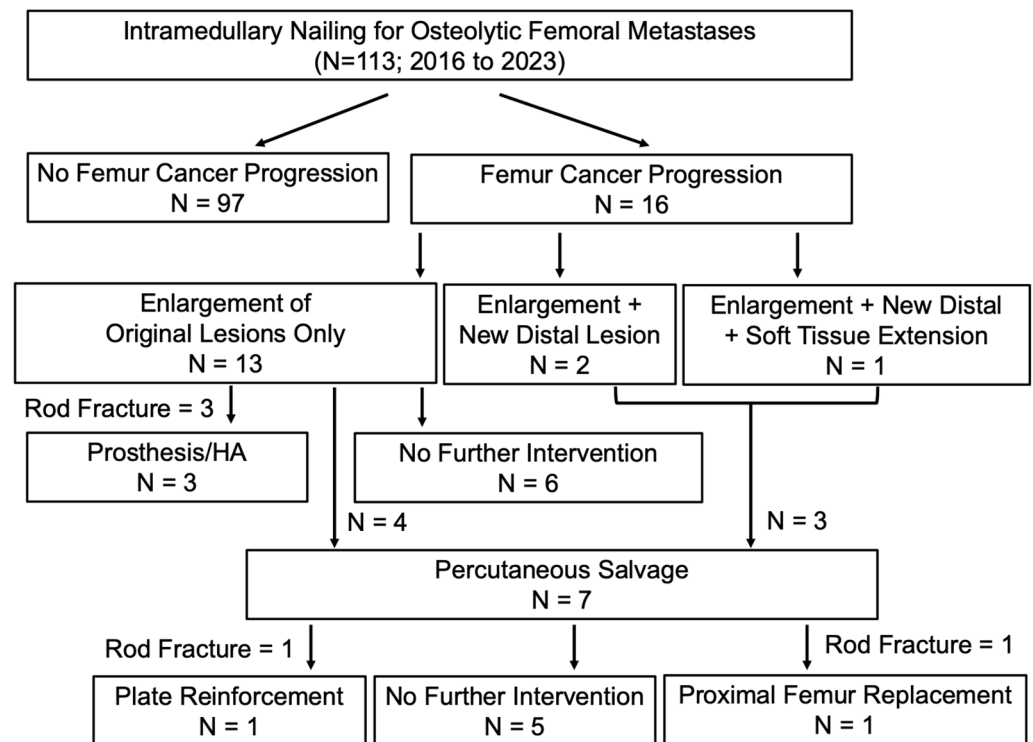 Intramedullary Nailing for Osteolytic Femoral Metastases
(N=113; 2016 to 2023)
No Femur Cancer Progression
N = 97
Femur Cancer Progression
N = 16
Enlargement of
Original Lesions Only
N = 13
Enlargement +
New Distal Lesion
N = 2
Enlargement + New Distal
+ Soft Tissue Extension
N = 1
Rod Fracture = 3
Prosthesis/HA
N = 3
No Further Intervention
N = 6
N = 4
N = 3
Percutaneous Salvage
N = 7
Rod Fracture = 1
Rod Fracture = 1
Plate Reinforcement
N = 1
No Further Intervention
N = 5
Proximal Femur Replacement
N = 1